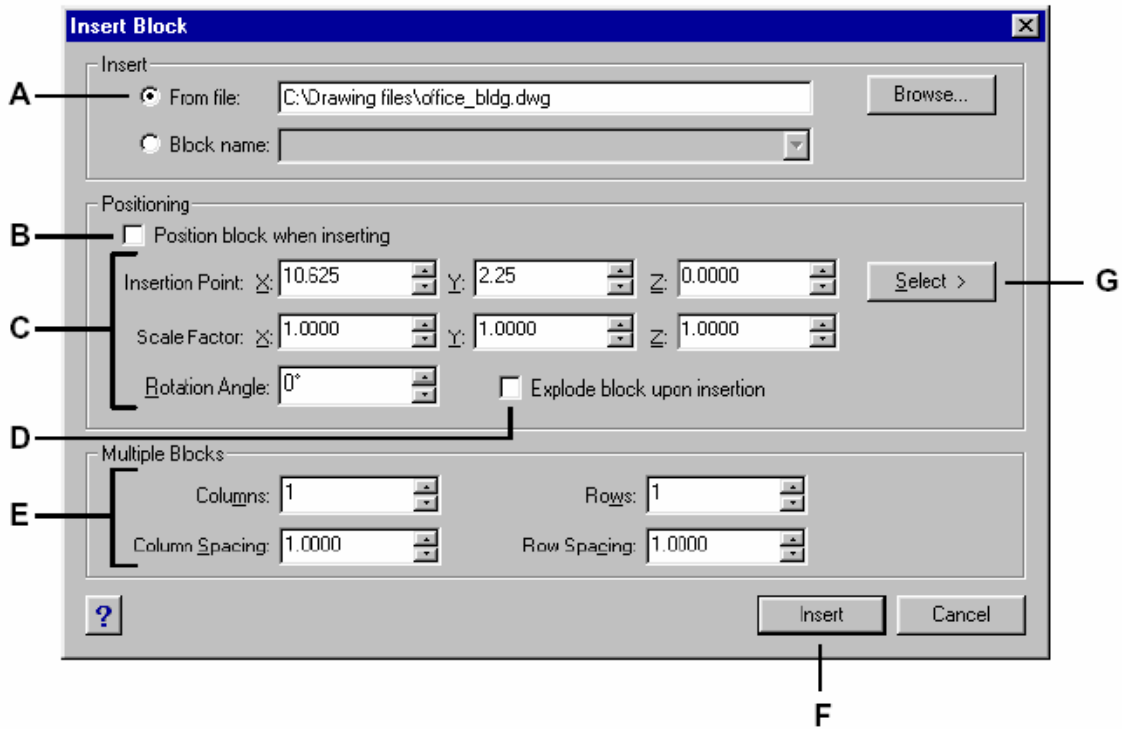 Insert Block
Insert
A From file: C:\Drawing files\office_bldg.dwg Browse...
Block name:
Positioning
B Position block when inserting
Insertion Point: X: 10.625 Y: 2.25 Z: 0.0000 Select > G
C Scale Factor: X: 1.0000 Y: 1.0000 Z: 1.0000
Rotation Angle: 0° Explode block upon insertion
D
Multiple Blocks
E Columns: 1 Rows: 1
Column Spacing: 1.0000 Row Spacing: 1.0000
? Insert Cancel
F